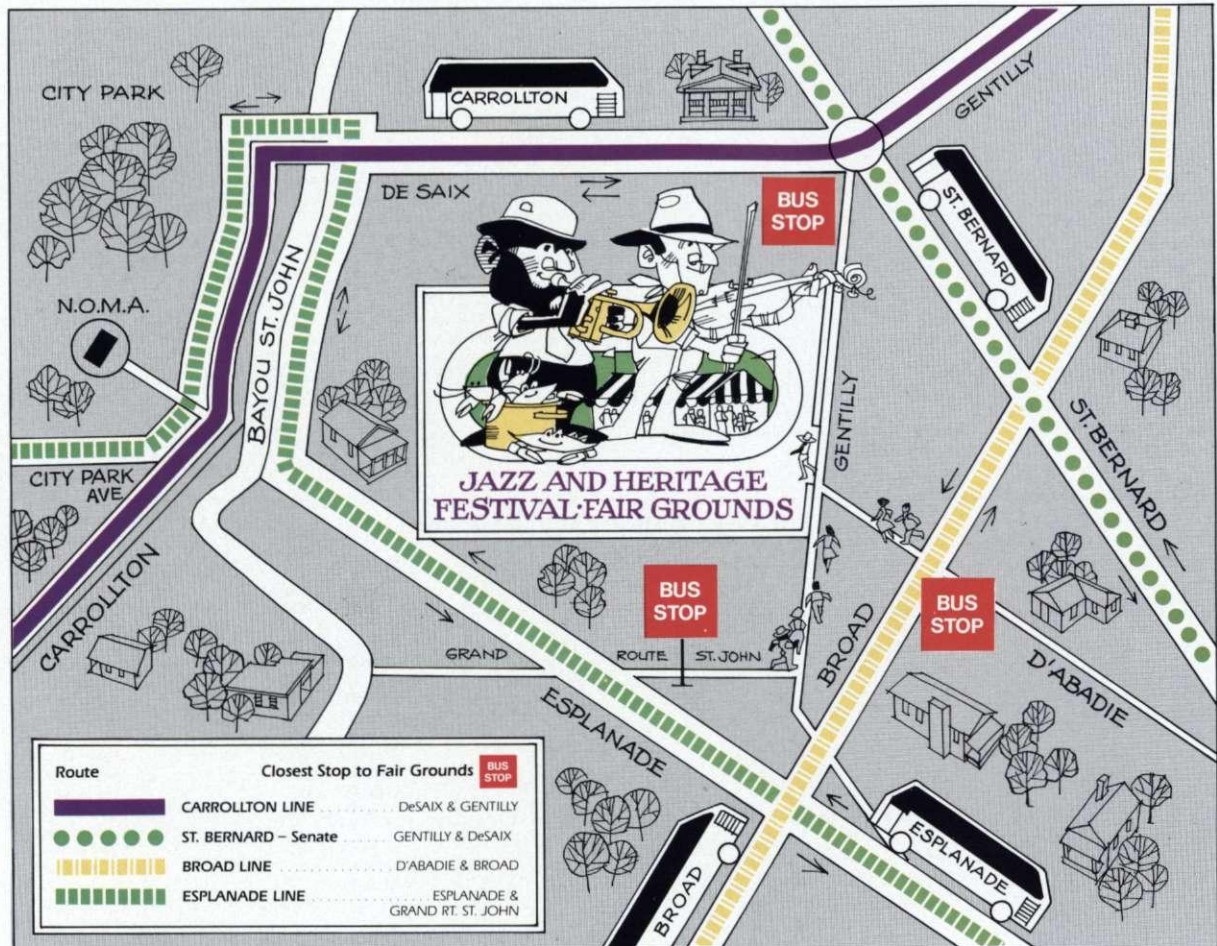 CITY PARK
CARROLLTON
GENTILLY
DE SAIX
BUS
STOP
ST. BERNARD
N.O.M.A.
BAYOU ST. JOHN
GENTILLY
ST. BERNARD
JAZZ AND HERITAGE
FESTIVAL·FAIR GROUNDS
CITY PARK
AVE.
CARROLLTON
BUS
STOP
BUS
STOP
BROAD
GRAND ROUTE ST. JOHN
D'ABADIE
ESPLANADE
ESPLANADE
BROAD
Route Closest Stop to Fair Grounds BUS STOP
CARROLLTON LINE .......... DeSAIX & GENTILLY
ST. BERNARD – Senate ....... GENTILLY & DeSAIX
BROAD LINE .............. D'ABADIE & BROAD
ESPLANADE LINE ............. ESPLANADE &
GRAND RT. ST. JOHN